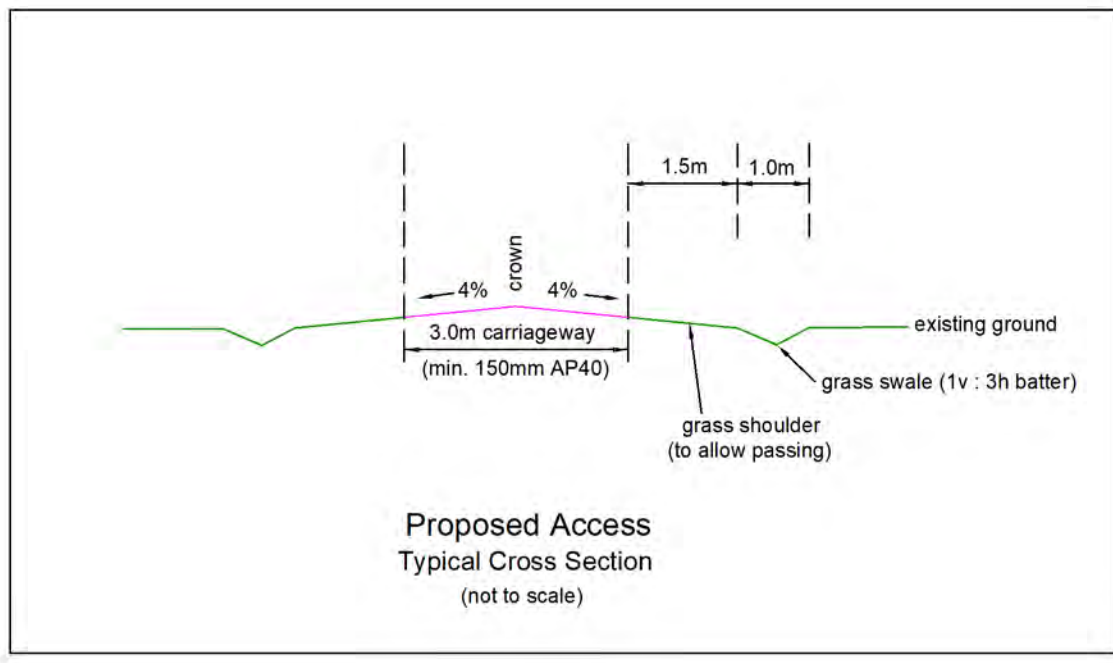 1.5m
1.0m
crown
4%
4%
3.0m carriageway
(min. 150mm AP40)
existing ground
grass swale (1v : 3h batter)
grass shoulder
(to allow passing)
Proposed Access
Typical Cross Section
(not to scale)